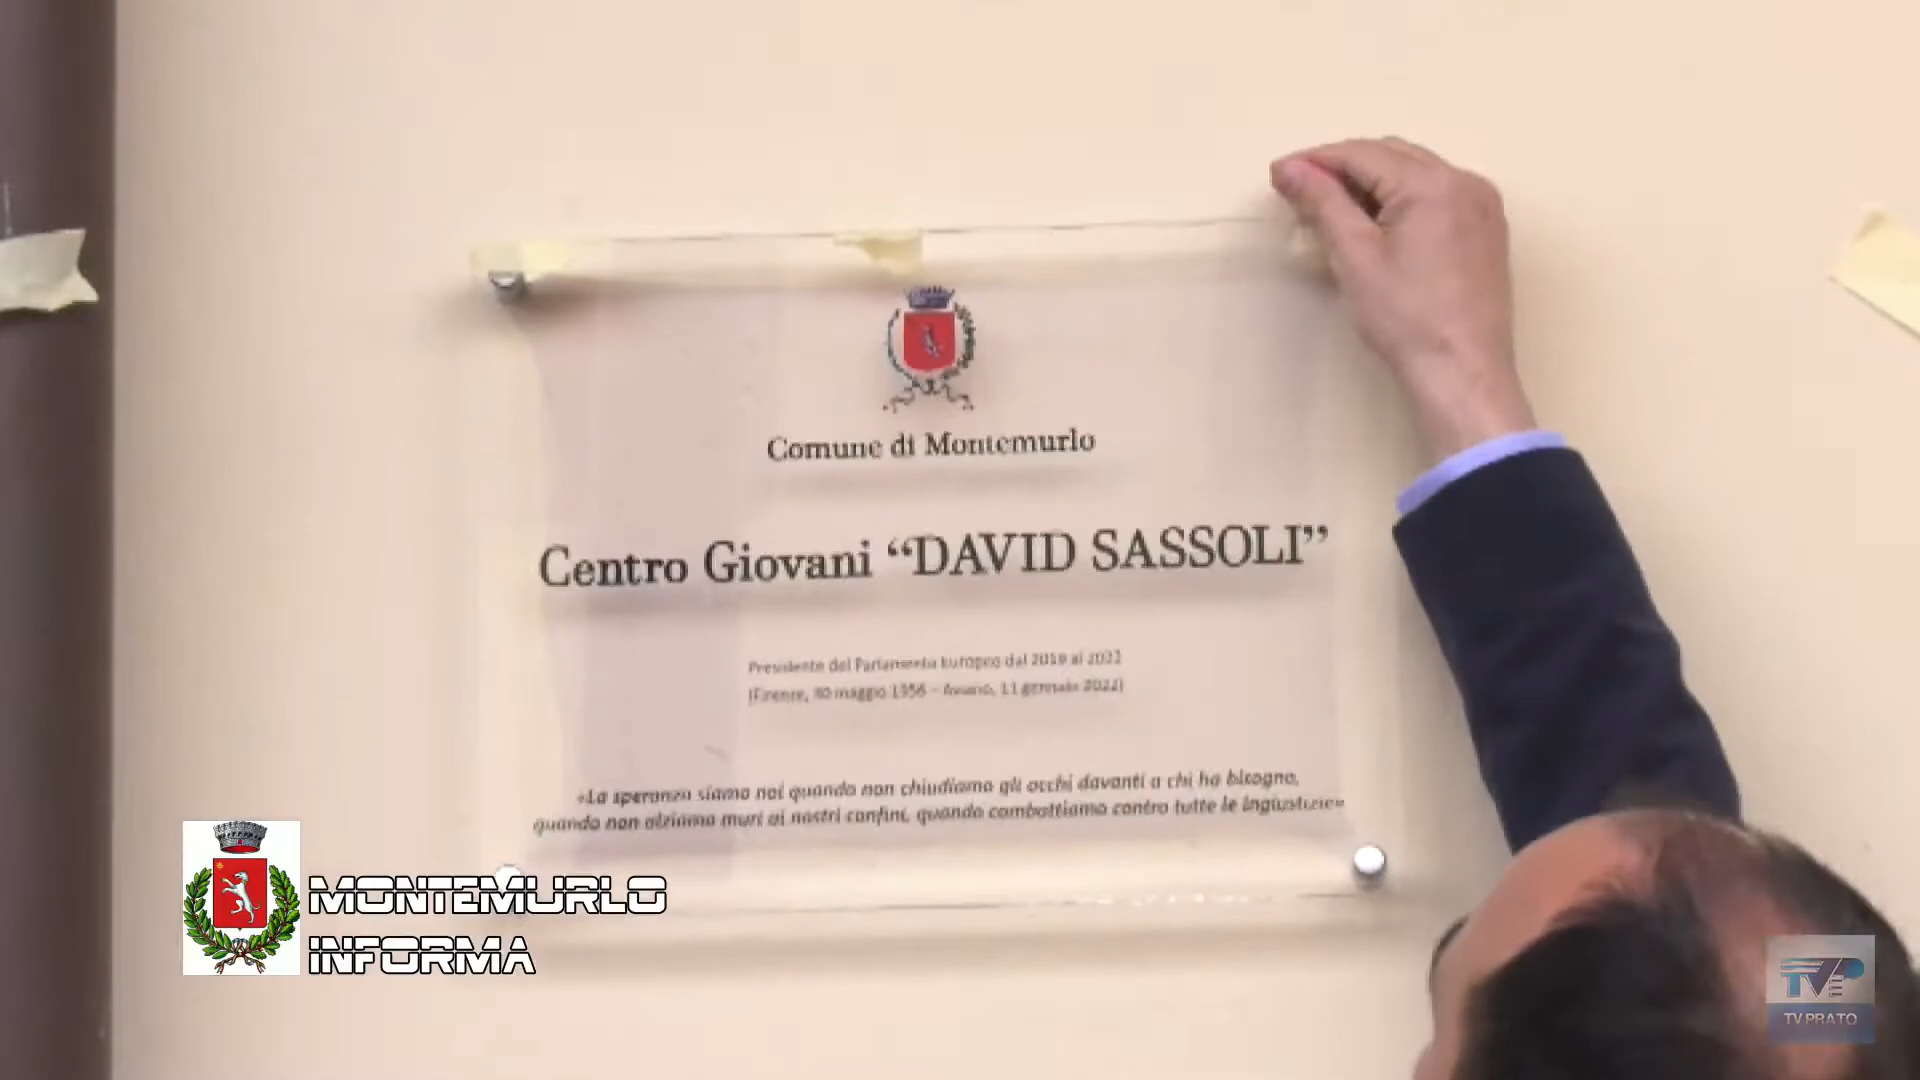 Comune di Montemurlo
Centro Giovani “DAVID SASSOLI”
Presidente del Parlamento Europeo dal 2019 al 2022
(Firenze, 30 maggio 1956 – Aviano, 11 gennaio 2022)
«La speranza siamo noi quando non chiudiamo gli occhi davanti a chi ha bisogno,
quando non alziamo muri ai nostri confini, quando combattiamo contro tutte le ingiustizie»
MONTEMURLO
INFORMA
TVP
TV PRATO